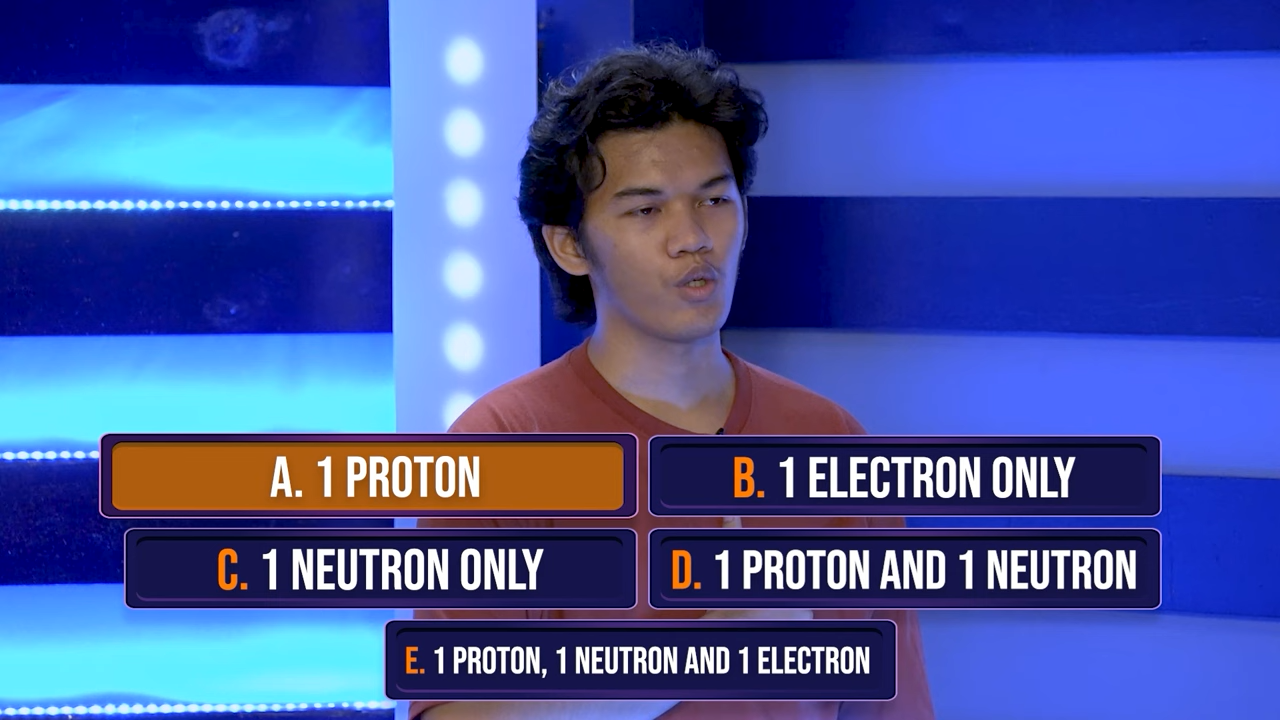 A. 1 PROTON
B. 1 ELECTRON ONLY
C. 1 NEUTRON ONLY
D. 1 PROTON AND 1 NEUTRON
E. 1 PROTON, 1 NEUTRON AND 1 ELECTRON